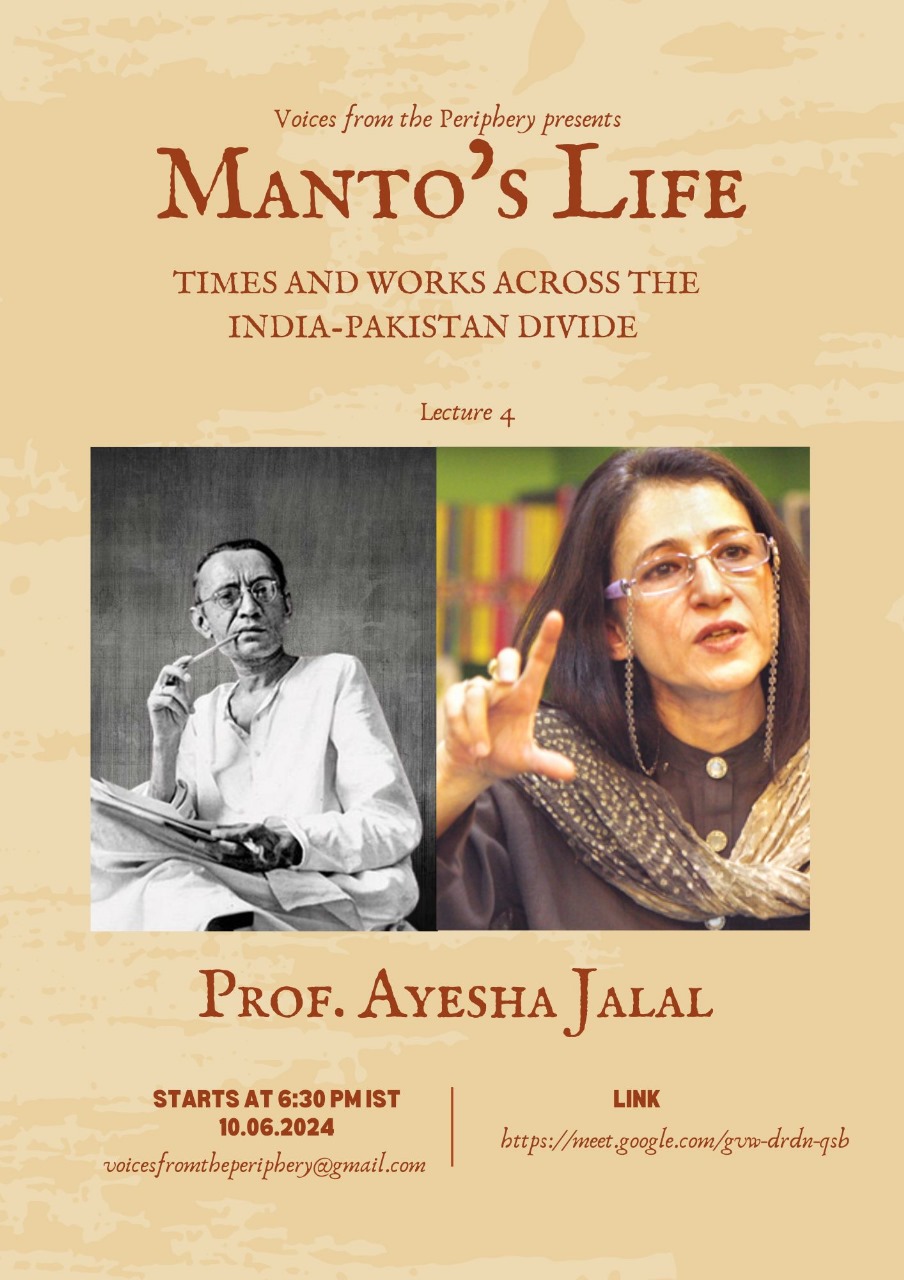 Voices from the Periphery presents
Manto's Life
TIMES AND WORKS ACROSS THE
INDIA-PAKISTAN DIVIDE
Lecture 4
Prof. Ayesha Jalal
STARTS AT 6:30 PM IST
10.06.2024
voicesfromtheperiphery@gmail.com
LINK
https://meet.google.com/gvw-drdn-qsb